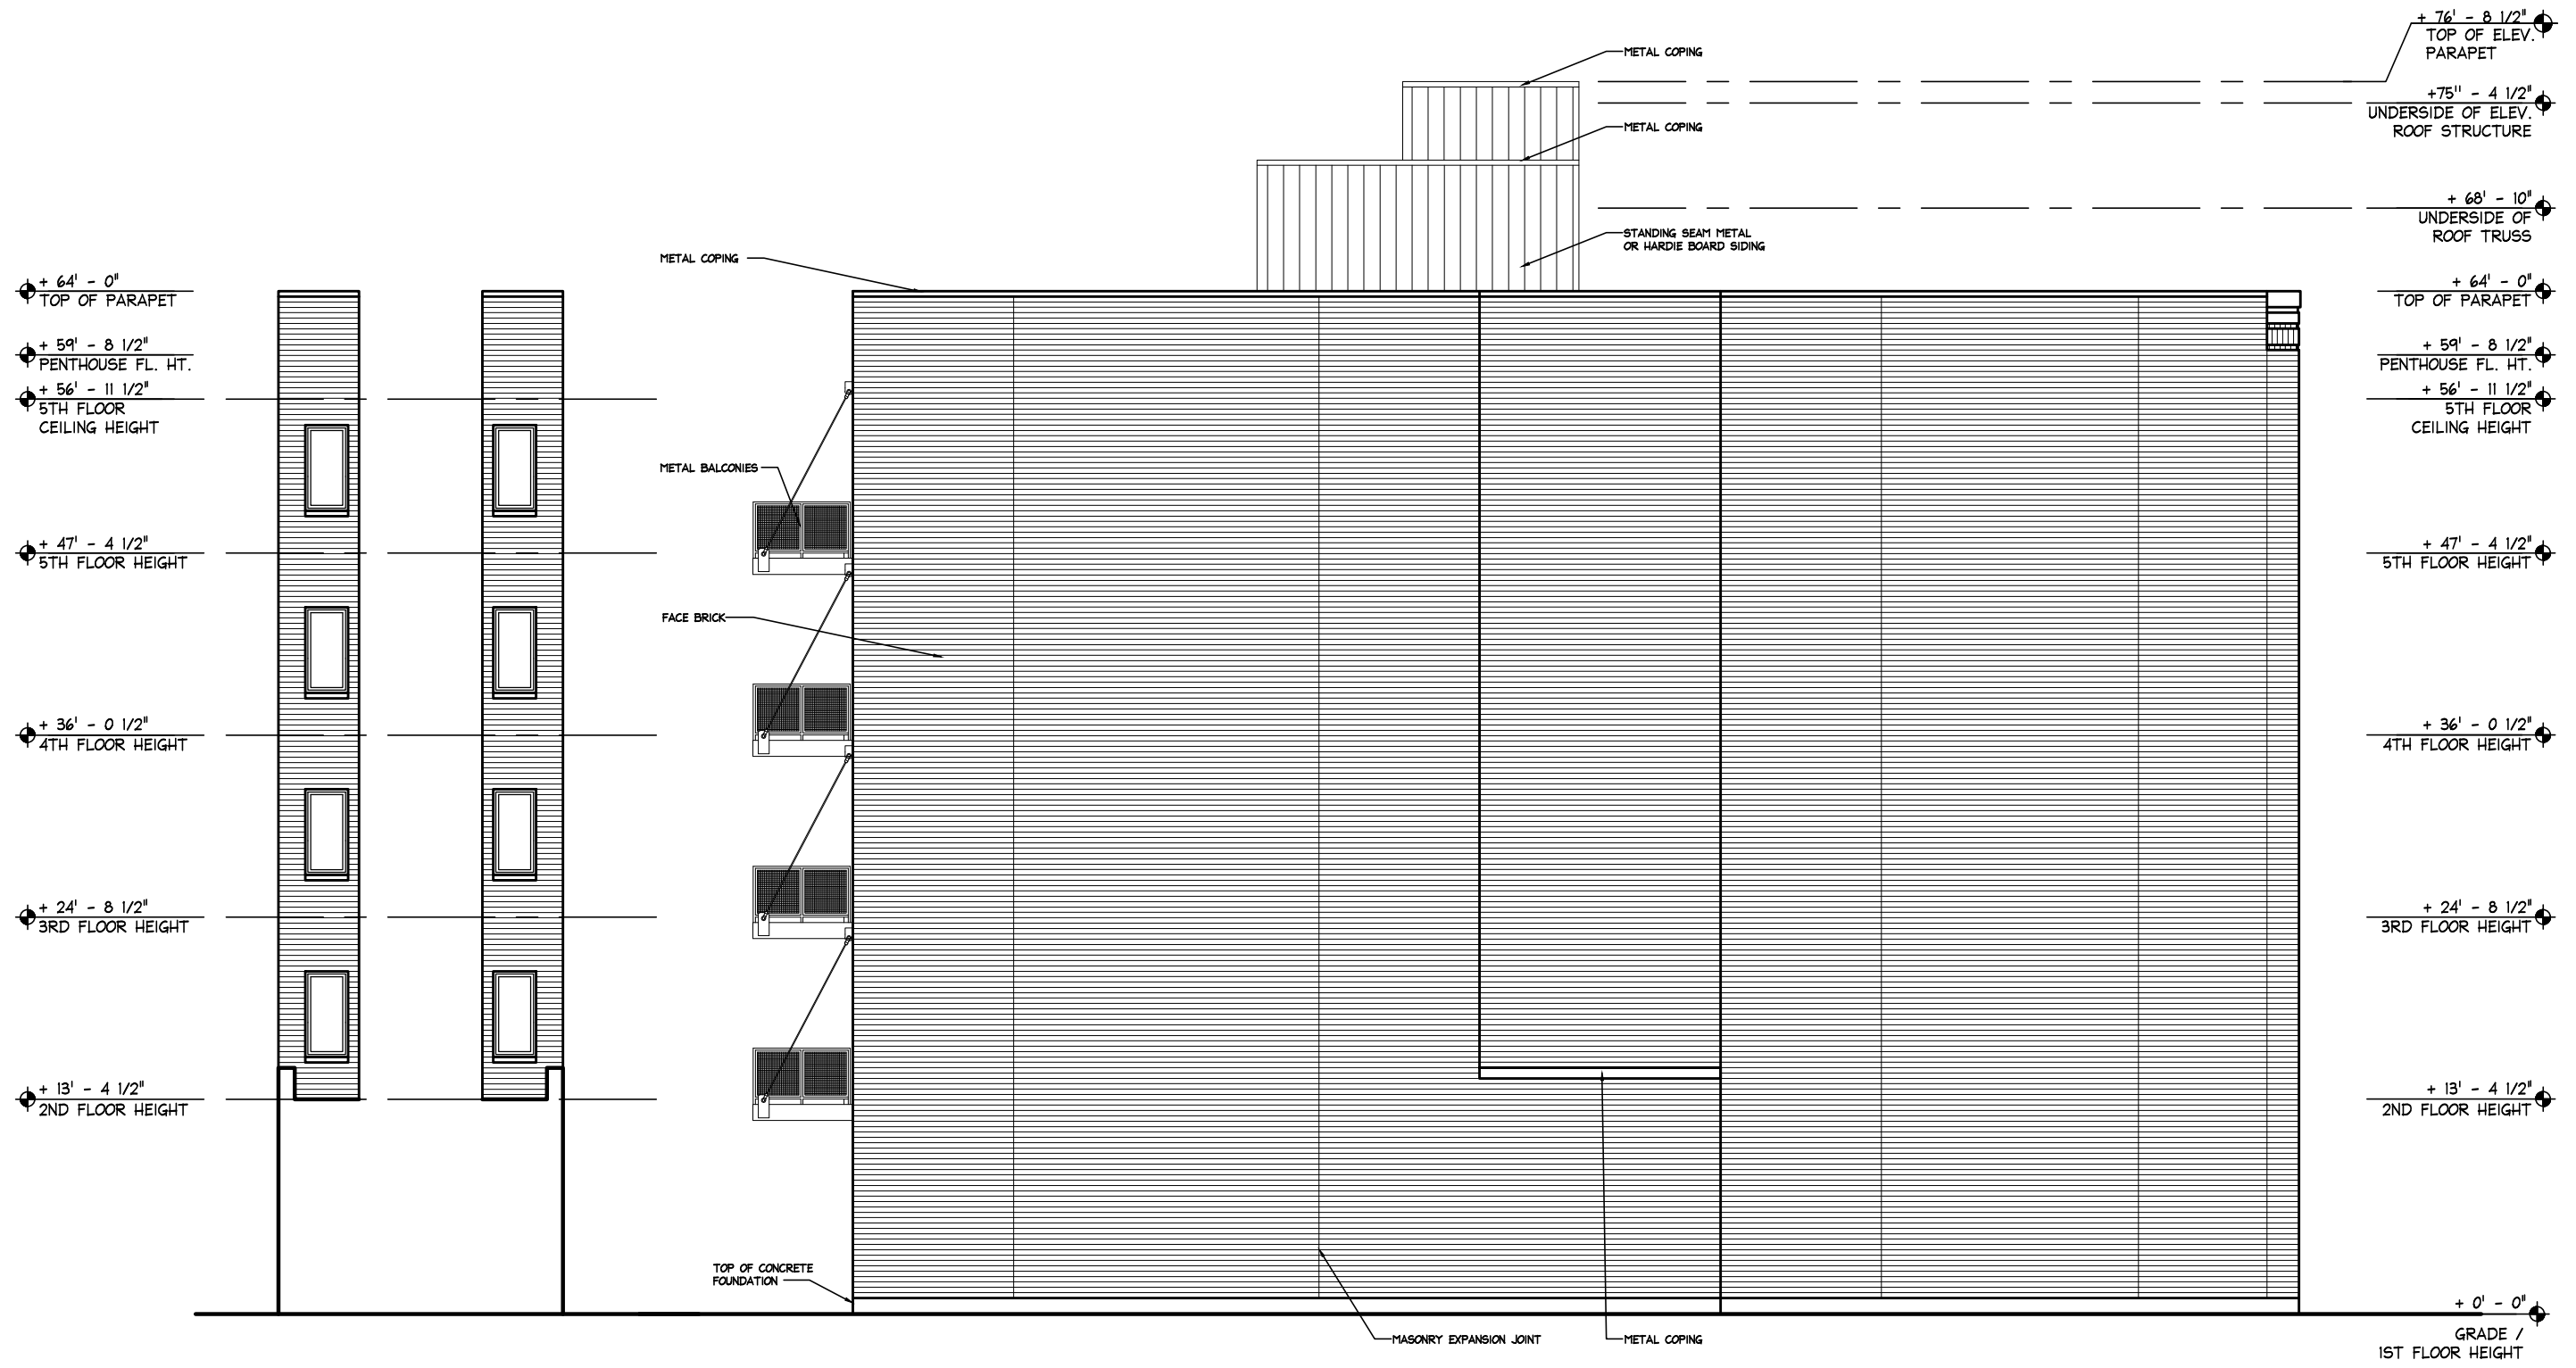 + 76' - 8 1/2"
TOP OF ELEV.
PARAPET
METAL COPING
+75" - 4 1/2"
UNDERSIDE OF ELEV.
ROOF STRUCTURE
METAL COPING
+ 68' - 10"
UNDERSIDE OF
ROOF TRUSS
STANDING SEAM METAL
OR HARDIE BOARD SIDING
METAL COPING
+ 64' - 0"
TOP OF PARAPET
+ 64' - 0"
TOP OF PARAPET
+ 59' - 8 1/2"
PENTHOUSE FL. HT.
+ 59' - 8 1/2"
PENTHOUSE FL. HT.
+ 56' - 11 1/2"
5TH FLOOR
CEILING HEIGHT
+ 56' - 11 1/2"
5TH FLOOR
CEILING HEIGHT
METAL BALCONIES
+ 47' - 4 1/2"
5TH FLOOR HEIGHT
+ 47' - 4 1/2"
5TH FLOOR HEIGHT
FACE BRICK
+ 36' - 0 1/2"
4TH FLOOR HEIGHT
+ 36' - 0 1/2"
4TH FLOOR HEIGHT
+ 24' - 8 1/2"
3RD FLOOR HEIGHT
+ 24' - 8 1/2"
3RD FLOOR HEIGHT
+ 13' - 4 1/2"
2ND FLOOR HEIGHT
+ 13' - 4 1/2"
2ND FLOOR HEIGHT
TOP OF CONCRETE
FOUNDATION
+ 0' - 0"
GRADE /
1ST FLOOR HEIGHT
MASONRY EXPANSION JOINT
METAL COPING